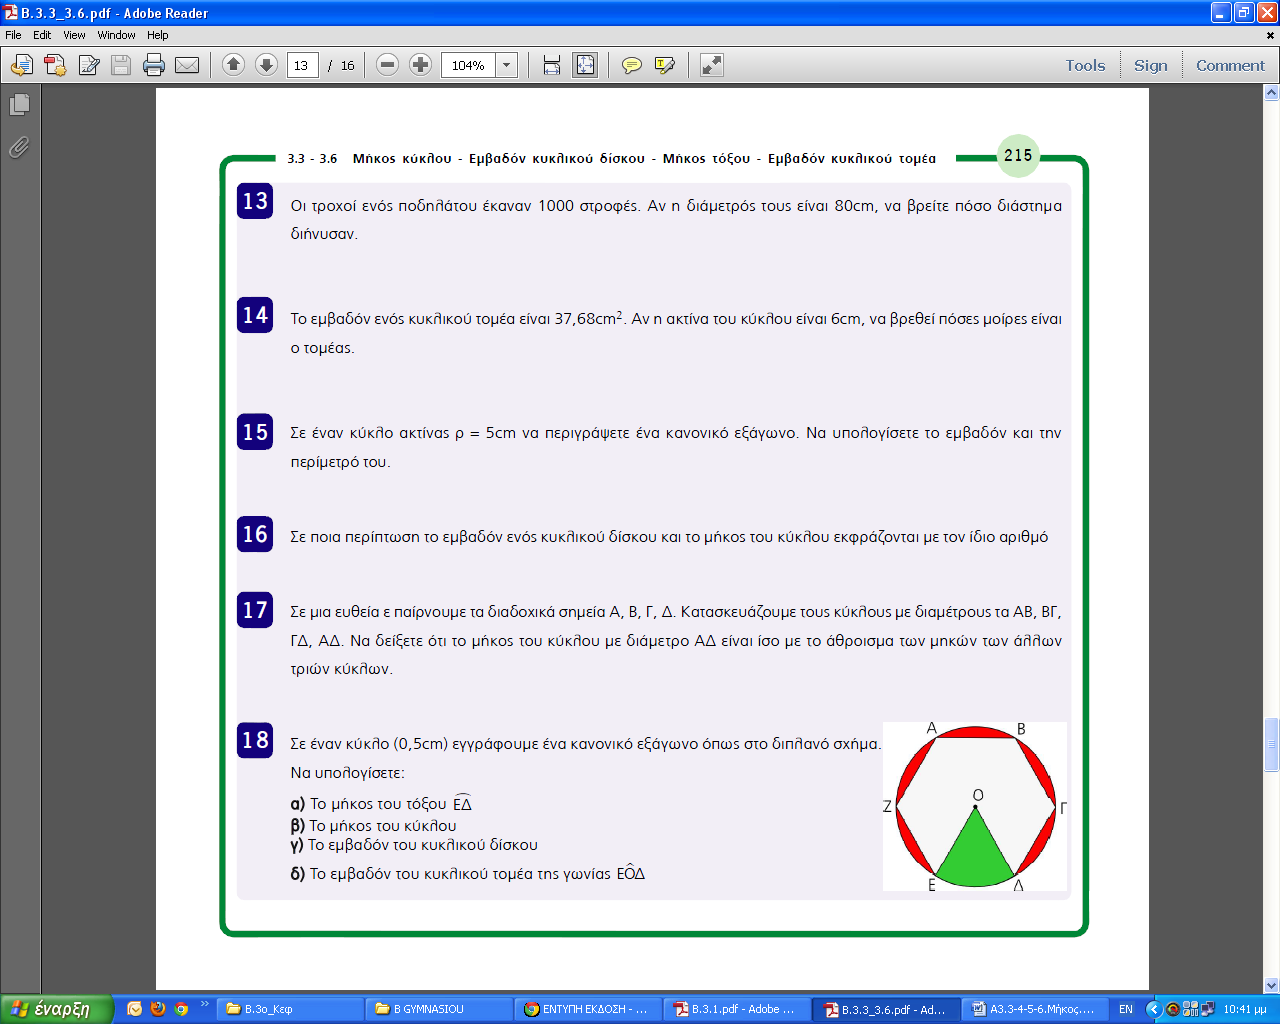 B.3.3_3.6.pdf - Adobe Reader
File Edit View Window Help
13 / 16 104% Tools Sign Comment
3.3 - 3.6 Μήκος κύκλου - Εμβαδόν κυκλικού δίσκου - Μήκος τόξου - Εμβαδόν κυκλικού τομέα 215
13 Οι τροχοί ενός ποδηλάτου έκαναν 1000 στροφές. Αν η διάμετρός τους είναι 80cm, να βρείτε πόσο διάστημα
διήνυσαν.
14 Το εμβαδόν ενός κυκλικού τομέα είναι 37,68cm². Αν η ακτίνα του κύκλου είναι 6cm, να βρεθεί πόσες μοίρες είναι
ο τομέας.
15 Σε έναν κύκλο ακτίνας ρ = 5cm να περιγράψετε ένα κανονικό εξάγωνο. Να υπολογίσετε το εμβαδόν και την
περίμετρό του.
16 Σε ποια περίπτωση το εμβαδόν ενός κυκλικού δίσκου και το μήκος του κύκλου εκφράζονται με τον ίδιο αριθμό
17 Σε μια ευθεία ε παίρνουμε τα διαδοχικά σημεία Α, Β, Γ, Δ. Κατασκευάζουμε τους κύκλους με διαμέτρους τα ΑΒ, ΒΓ,
ΓΔ, ΑΔ. Να δείξετε ότι το μήκος του κύκλου με διάμετρο ΑΔ είναι ίσο με το άθροισμα των μηκών των άλλων
τριών κύκλων.
18 Σε έναν κύκλο (0,5cm) εγγράφουμε ένα κανονικό εξάγωνο όπως στο διπλανό σχήμα.
Να υπολογίσετε:
α) Το μήκος του τόξου ΕΔ
β) Το μήκος του κύκλου
γ) Το εμβαδόν του κυκλικού δίσκου
δ) Το εμβαδόν του κυκλικού τομέα της γωνίας ΕÔΔ
Α Β
Ο
Ζ Γ
Ε Δ
έναρξη » Β.3ο_Κεφ B GYMNASIOU ΕΝΤΥΠΗ ΕΚΔΟΣΗ - ... B.3.1.pdf - Adobe ... B.3.3_3.6.pdf - Ad... A3.3-4-5-6.Μήκος.... EN 10:41 μμ